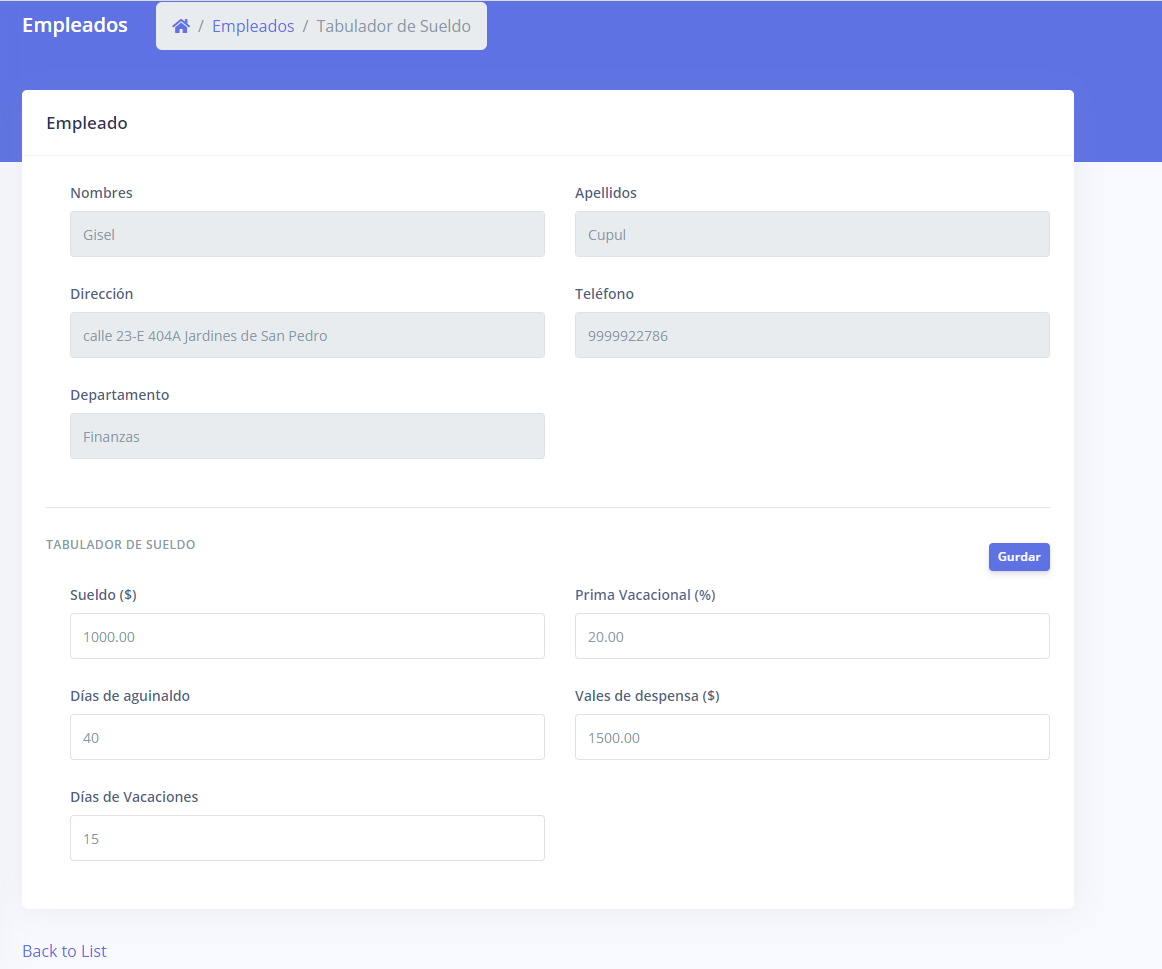 Empleados
/ Empleados / Tabulador de Sueldo
Empleado
Nombres
Apellidos
Gisel
Cupul
Dirección
Teléfono
calle 23-E 404A Jardines de San Pedro
9999922786
Departamento
Finanzas
TABULADOR DE SUELDO
Gurdar
Sueldo ($)
Prima Vacacional (%)
1000.00
20.00
Días de aguinaldo
Vales de despensa ($)
40
1500.00
Días de Vacaciones
15
Back to List